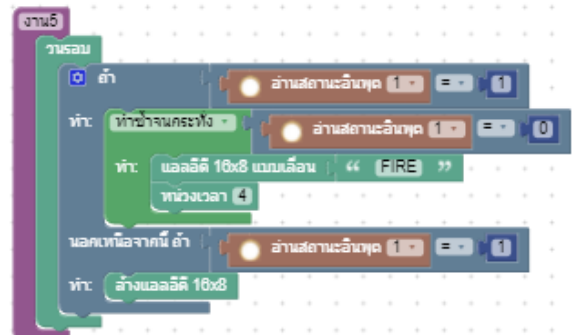 งาน5
วนรอบ
ถ้า อ่านสถานะอินพุต 1 = 1
ทำ: ทำซ้ำจนกระทั่ง อ่านสถานะอินพุต 1 = 0
ทำ: แอลอีดี 16x8 แบบเลื่อน “ FIRE ”
หน่วงเวลา 4
นอกเหนือจากนี้ ถ้า อ่านสถานะอินพุต 1 = 1
ทำ: ล้างแอลอีดี 16x8